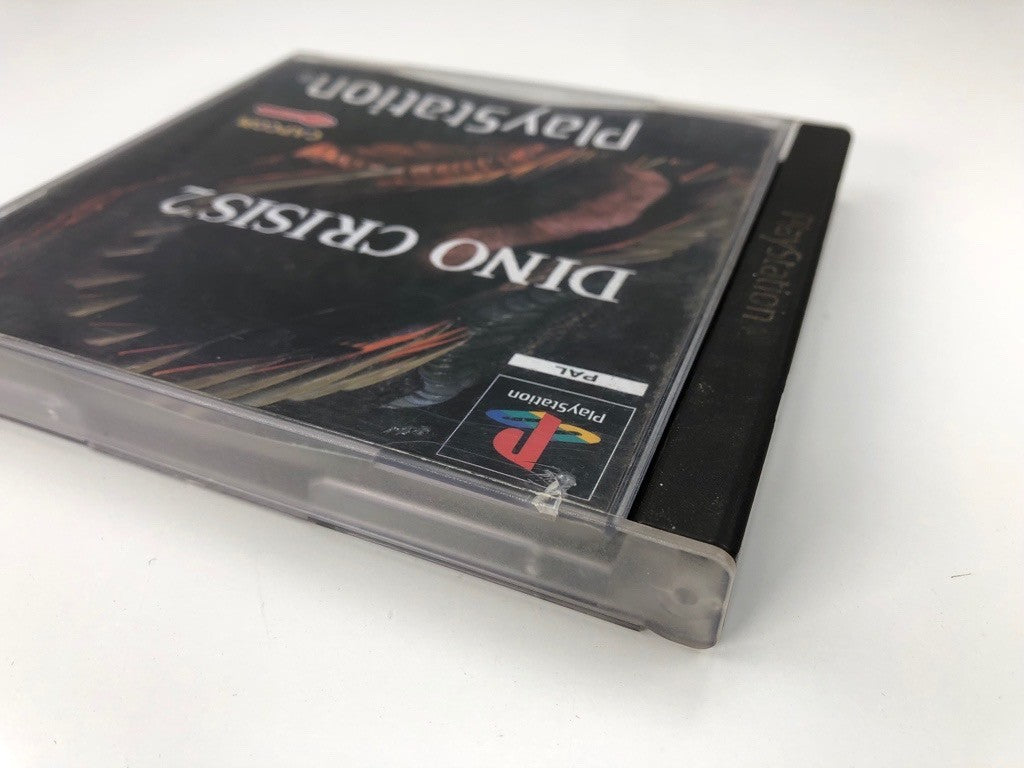 PlayStation
CAPCOM
DINO CRISIS 2
PAL
PlayStation
PlayStation